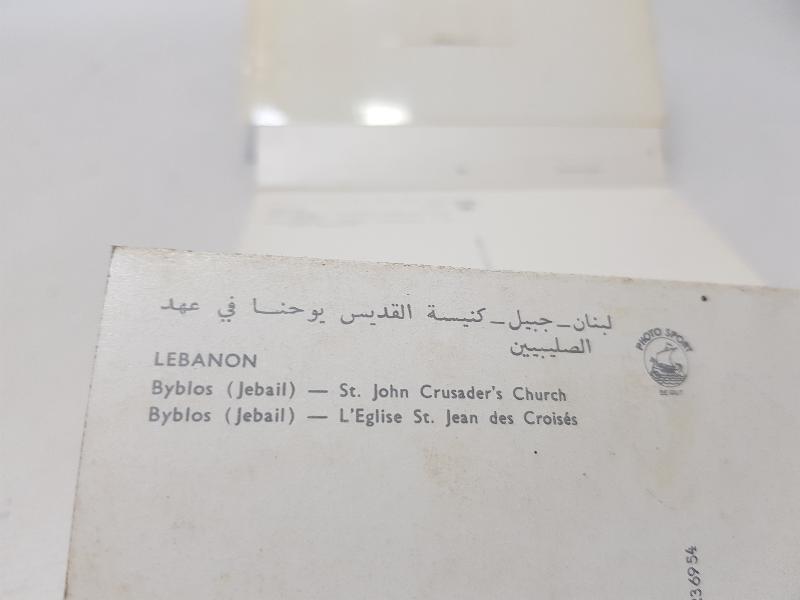 لبنان - جبيل - كنيسة القديس يوحنا في عهد
الصليبيين
LEBANON
Byblos (Jebail) — St. John Crusader's Church
Byblos (Jebail) — L'Eglise St. Jean des Croisés
PHOTO SPORT
36954